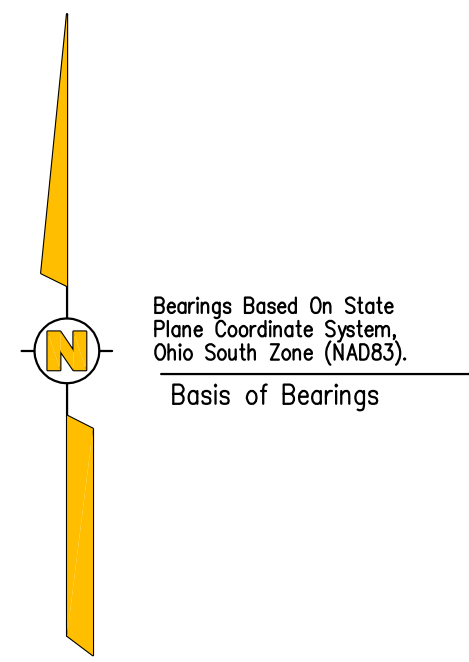 Bearings Based On State
Plane Coordinate System,
Ohio South Zone (NAD83).
N
Basis of Bearings